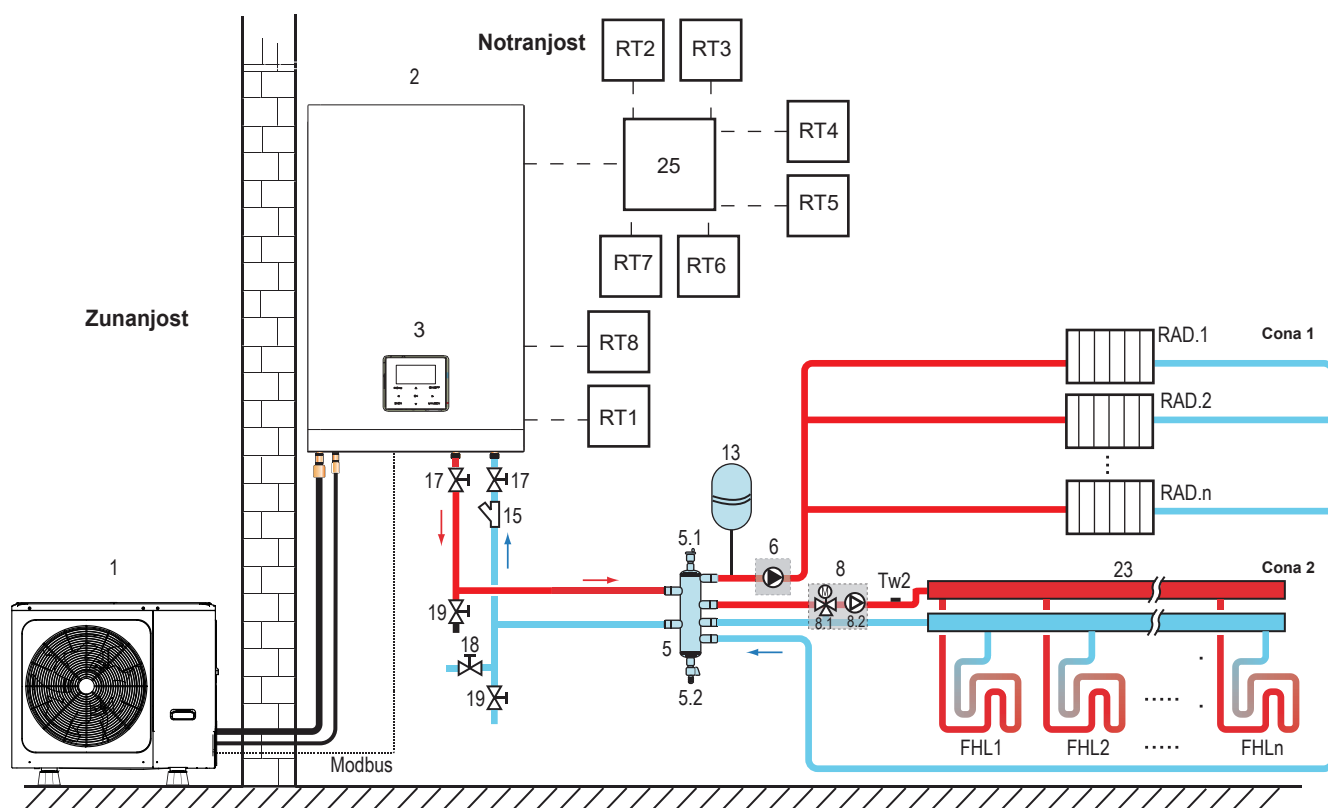 Notranjost
RT2
RT3
2
RT4
25
RT5
RT7
RT6
Zunanjost
3
RT8
RT1
RAD.1
Cona 1
RAD.2
13
17
17
RAD.n
15
5.1
6
1
8
Tw2
23
Cona 2
M
19
8.1
8.2
18
5
19
5.2
FHL1
FHL2
.....
FHLn
Modbus